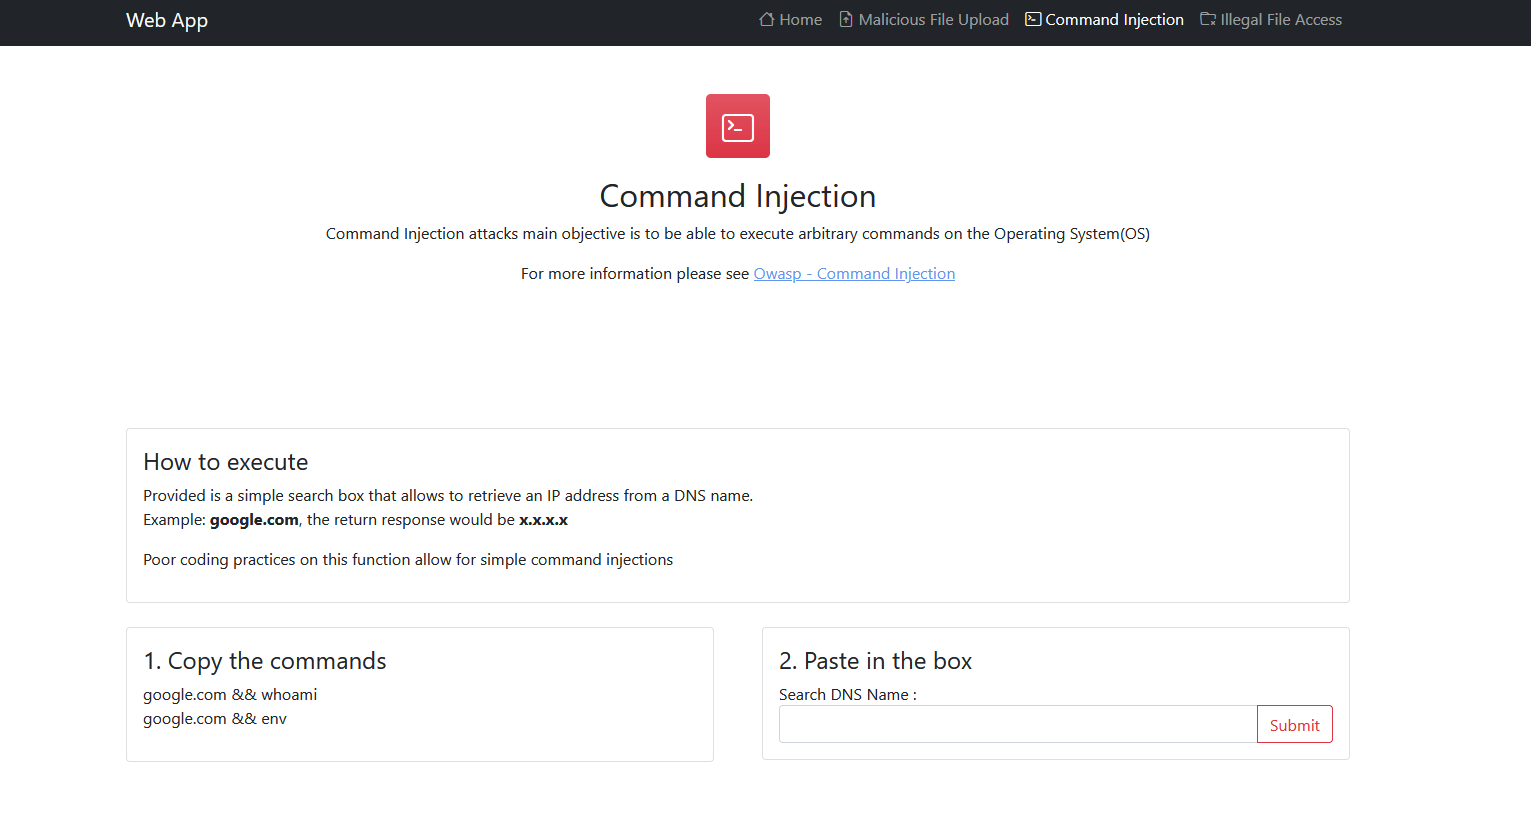 Web App
Home
Malicious File Upload
Command Injection
Illegal File Access
Command Injection
Command Injection attacks main objective is to be able to execute arbitrary commands on the Operating System(OS)
For more information please see Owasp - Command Injection
How to execute
Provided is a simple search box that allows to retrieve an IP address from a DNS name.
Example: google.com, the return response would be x.x.x.x
Poor coding practices on this function allow for simple command injections
1. Copy the commands
google.com && whoami
google.com && env
2. Paste in the box
Search DNS Name :
Submit